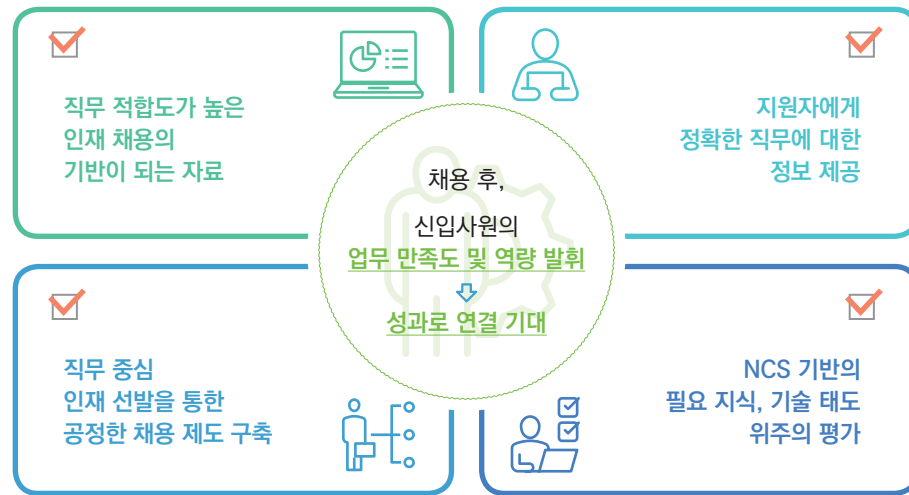 직무 적합도가 높은
인재 채용의
기반이 되는 자료
지원자에게
정확한 직무에 대한
정보 제공
채용 후,
신입사원의
업무 만족도 및 역량 발휘
성과로 연결 기대
직무 중심
인재 선발을 통한
공정한 채용 제도 구축
NCS 기반의
필요 지식, 기술 태도
위주의 평가